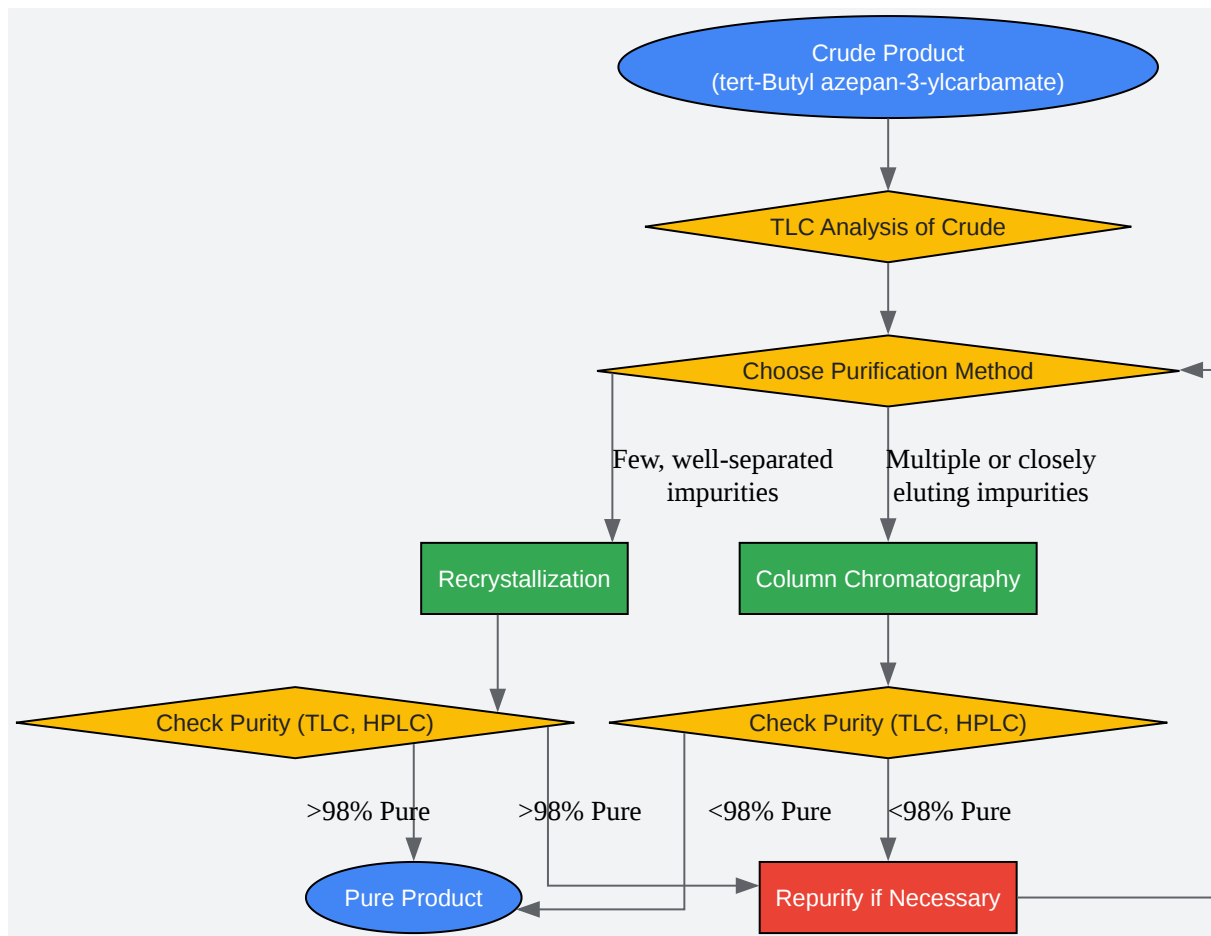 Crude Product
(tert-Butyl azepan-3-ylcarbamate)
TLC Analysis of Crude
Choose Purification Method
Few, well-separated
impurities
Multiple or closely
eluting impurities
Recrystallization
Column Chromatography
Check Purity (TLC, HPLC)
Check Purity (TLC, HPLC)
>98% Pure
>98% Pure
<98% Pure
<98% Pure
Pure Product
Repurify if Necessary